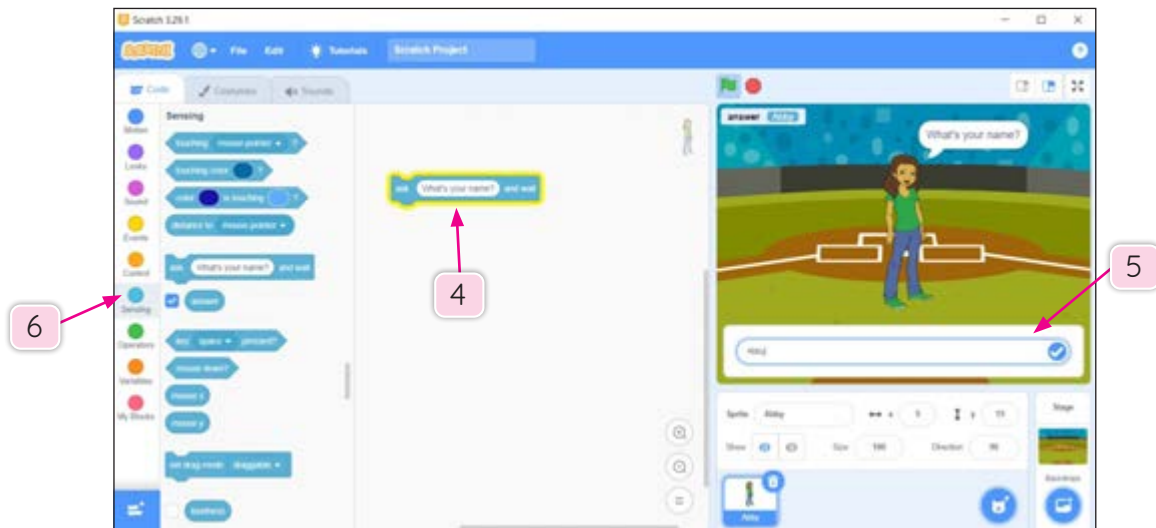 Scratch 3.29.1
SCRATCH File Edit Tutorials Scratch Project
Code Costumes Sounds
Motion
Looks
Sound
Events
Control
Sensing
Operators
Variables
My Blocks
Sensing
touching mouse-pointer ?
touching color ?
color is touching ?
distance to mouse-pointer
ask What's your name? and wait
answer
key space pressed?
mouse down?
mouse x
mouse y
set drag mode draggable
loudness
ask What's your name? and wait
answer Abby
What's your name?
Abby
Sprite Abby x y
Show Size 100 Direction 90
Abby
Stage
Backdrops
4
5
6